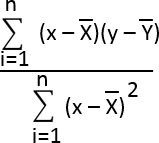 n
∑ (x – X̅)(y – Y̅)
i=1
n
∑ (x – X̅)²
i=1